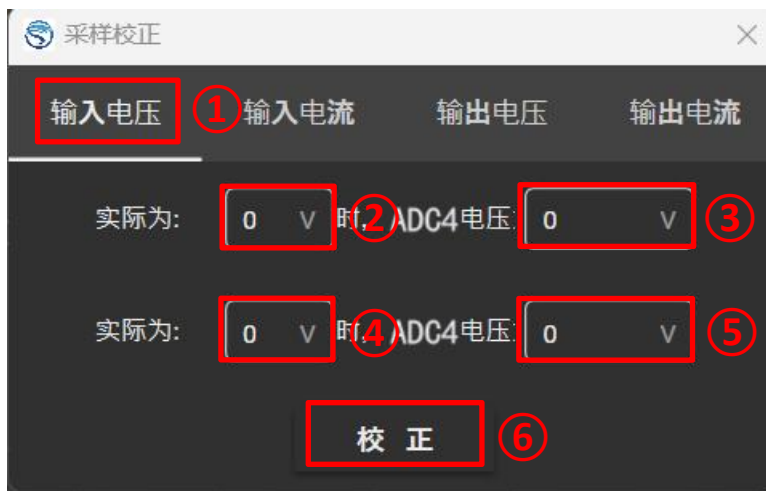 采样校正
输入电压 ① 输入电流 输出电压 输出电流
实际为: 0 V ② 时, ADC4电压: 0 V ③
实际为: 0 V ④ 时, ADC4电压: 0 V ⑤
校 正 ⑥